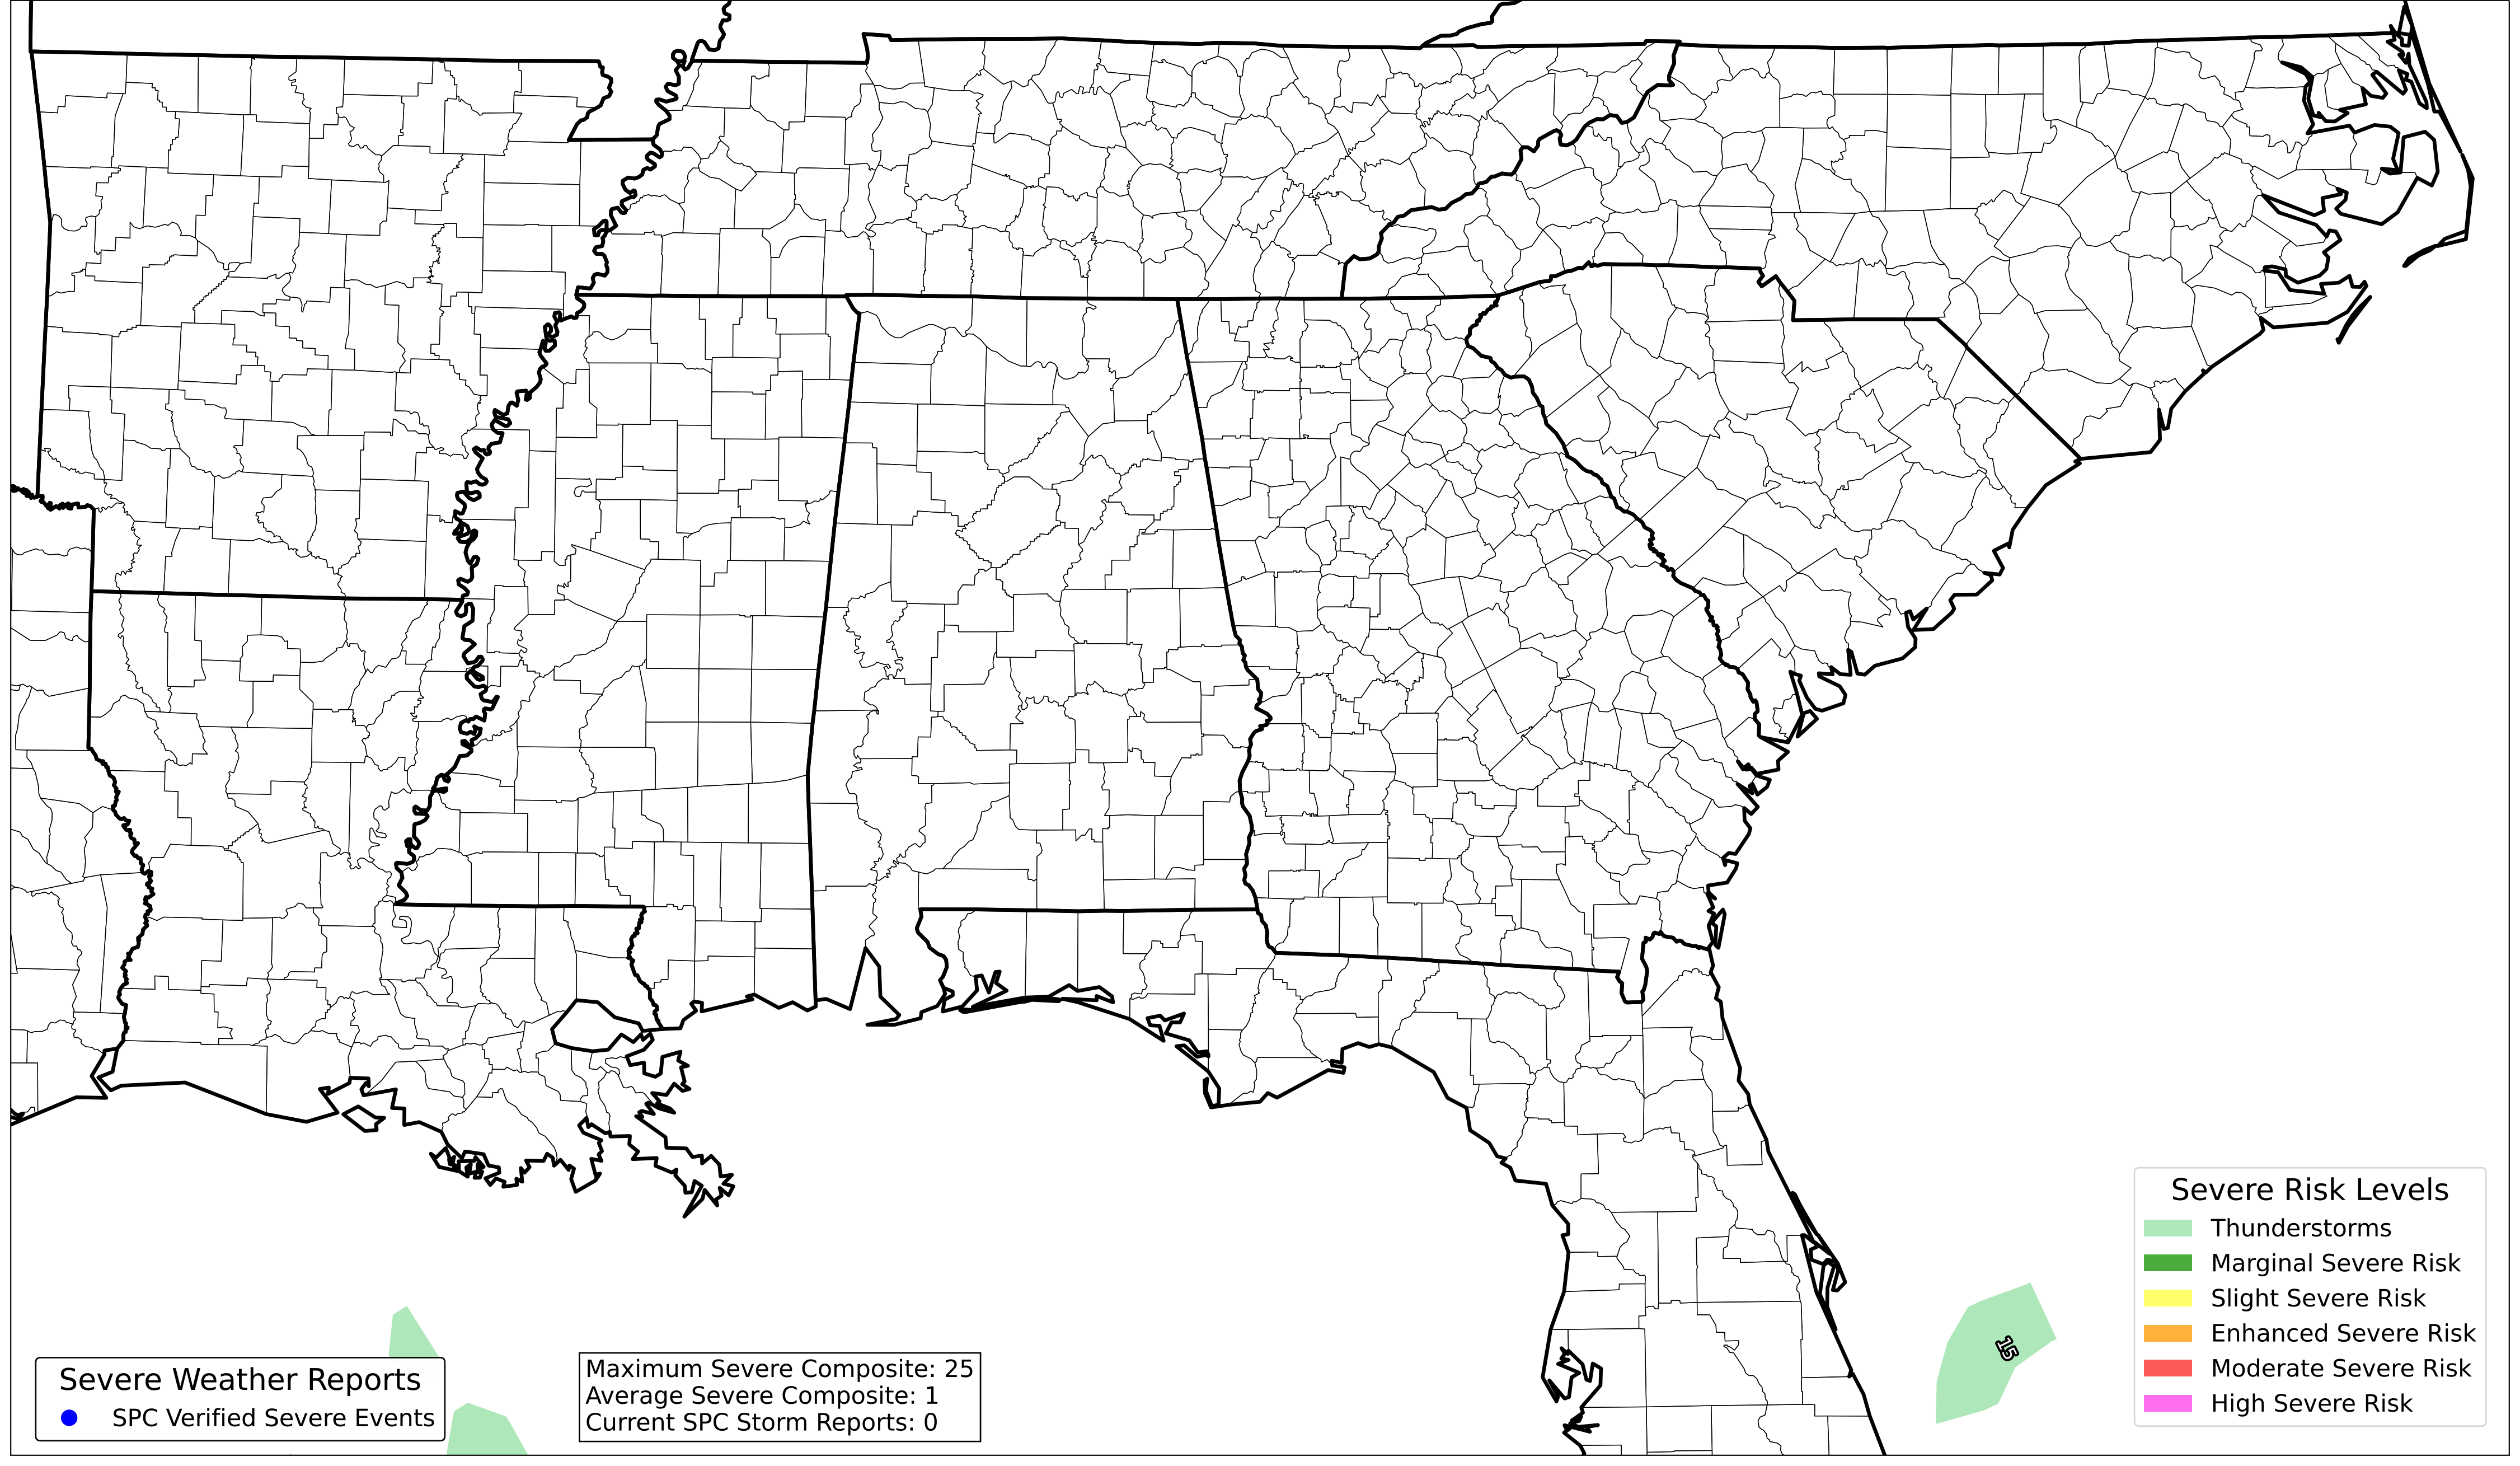 Severe Risk Levels
Thunderstorms
Marginal Severe Risk
Slight Severe Risk
Enhanced Severe Risk
Moderate Severe Risk
High Severe Risk
15
Severe Weather Reports
SPC Verified Severe Events
Maximum Severe Composite: 25
Average Severe Composite: 1
Current SPC Storm Reports: 0